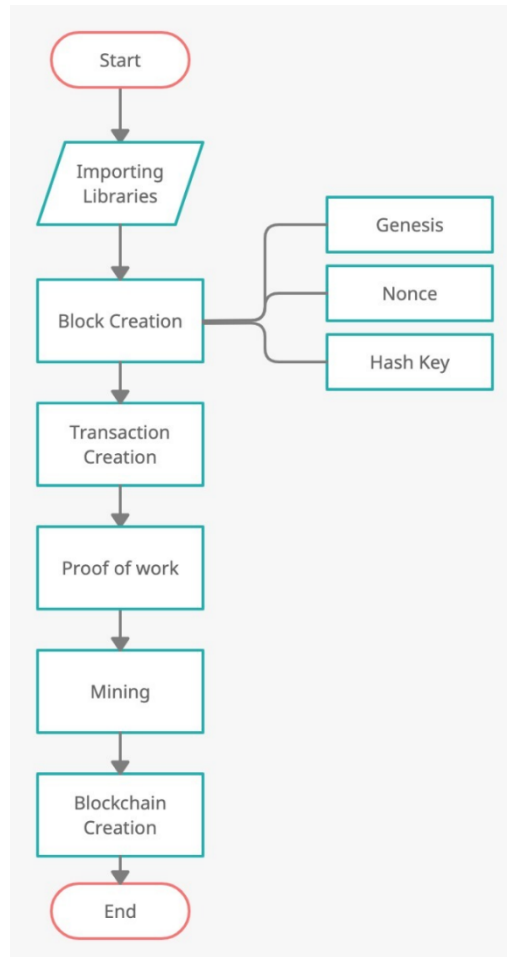 Start
Importing
Libraries
Genesis
Nonce
Block Creation
Hash Key
Transaction
Creation
Proof of work
Mining
Blockchain
Creation
End